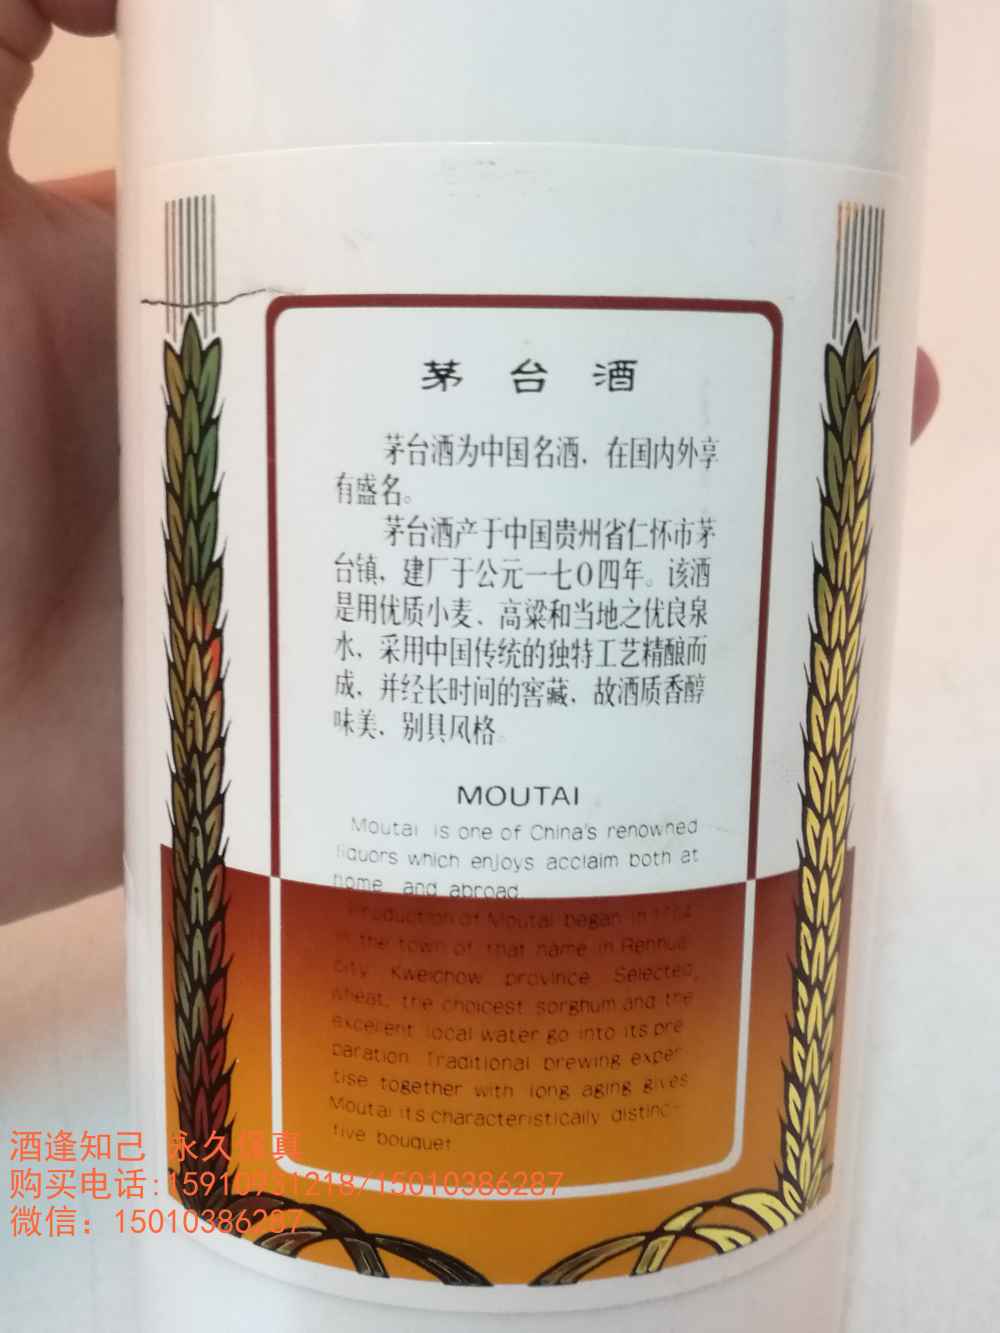 茅台酒
茅台酒为中国名酒，在国内外享
有盛名。
茅台酒产于中国贵州省仁怀市茅
台镇，建厂于公元一七0四年。该酒
是用优质小麦、高粱和当地之优良泉
水，采用中国传统的独特工艺精酿而
成，并经长时间的窖藏，故酒质香醇
味美，别具风格。
MOUTAI
Moutai is one of China's renowned
liquors which enjoys acclaim both at
home and abroad.
Production of Moutai began in 1704
in the town of that name in Renhuai
City Kweichow province Selected
wheat, the choicest sorghum and the
excellent local water go into its pre
paration Traditional brewing exper-
tise together with long aging gives
Moutai its characteristically distinc-
tive bouquet
酒逢知己 永久保真
购买电话:15910931218/15010386287
微信：15010386287